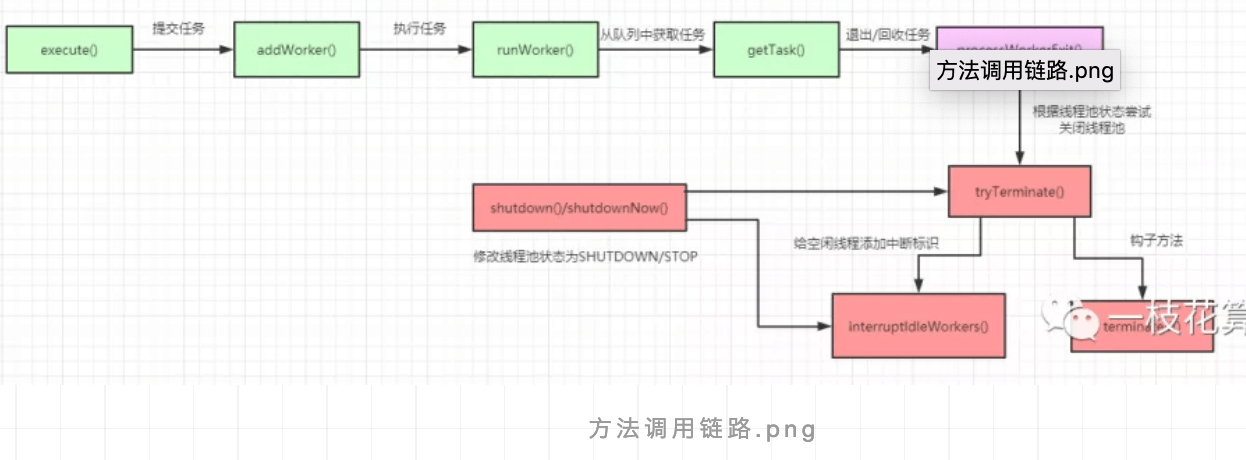 提交任务
执行任务
从队列中获取任务
退出/回收任务
execute()
addWorker()
runWorker()
getTask()
processWorkerExit()
方法调用链路.png
根据线程池状态尝试
关闭线程池
shutdown()/shutdownNow()
tryTerminate()
修改线程池状态为SHUTDOWN/STOP
给空闲线程添加中断标识
钩子方法
interruptIdleWorkers()
一枝花算
方法调用链路.png